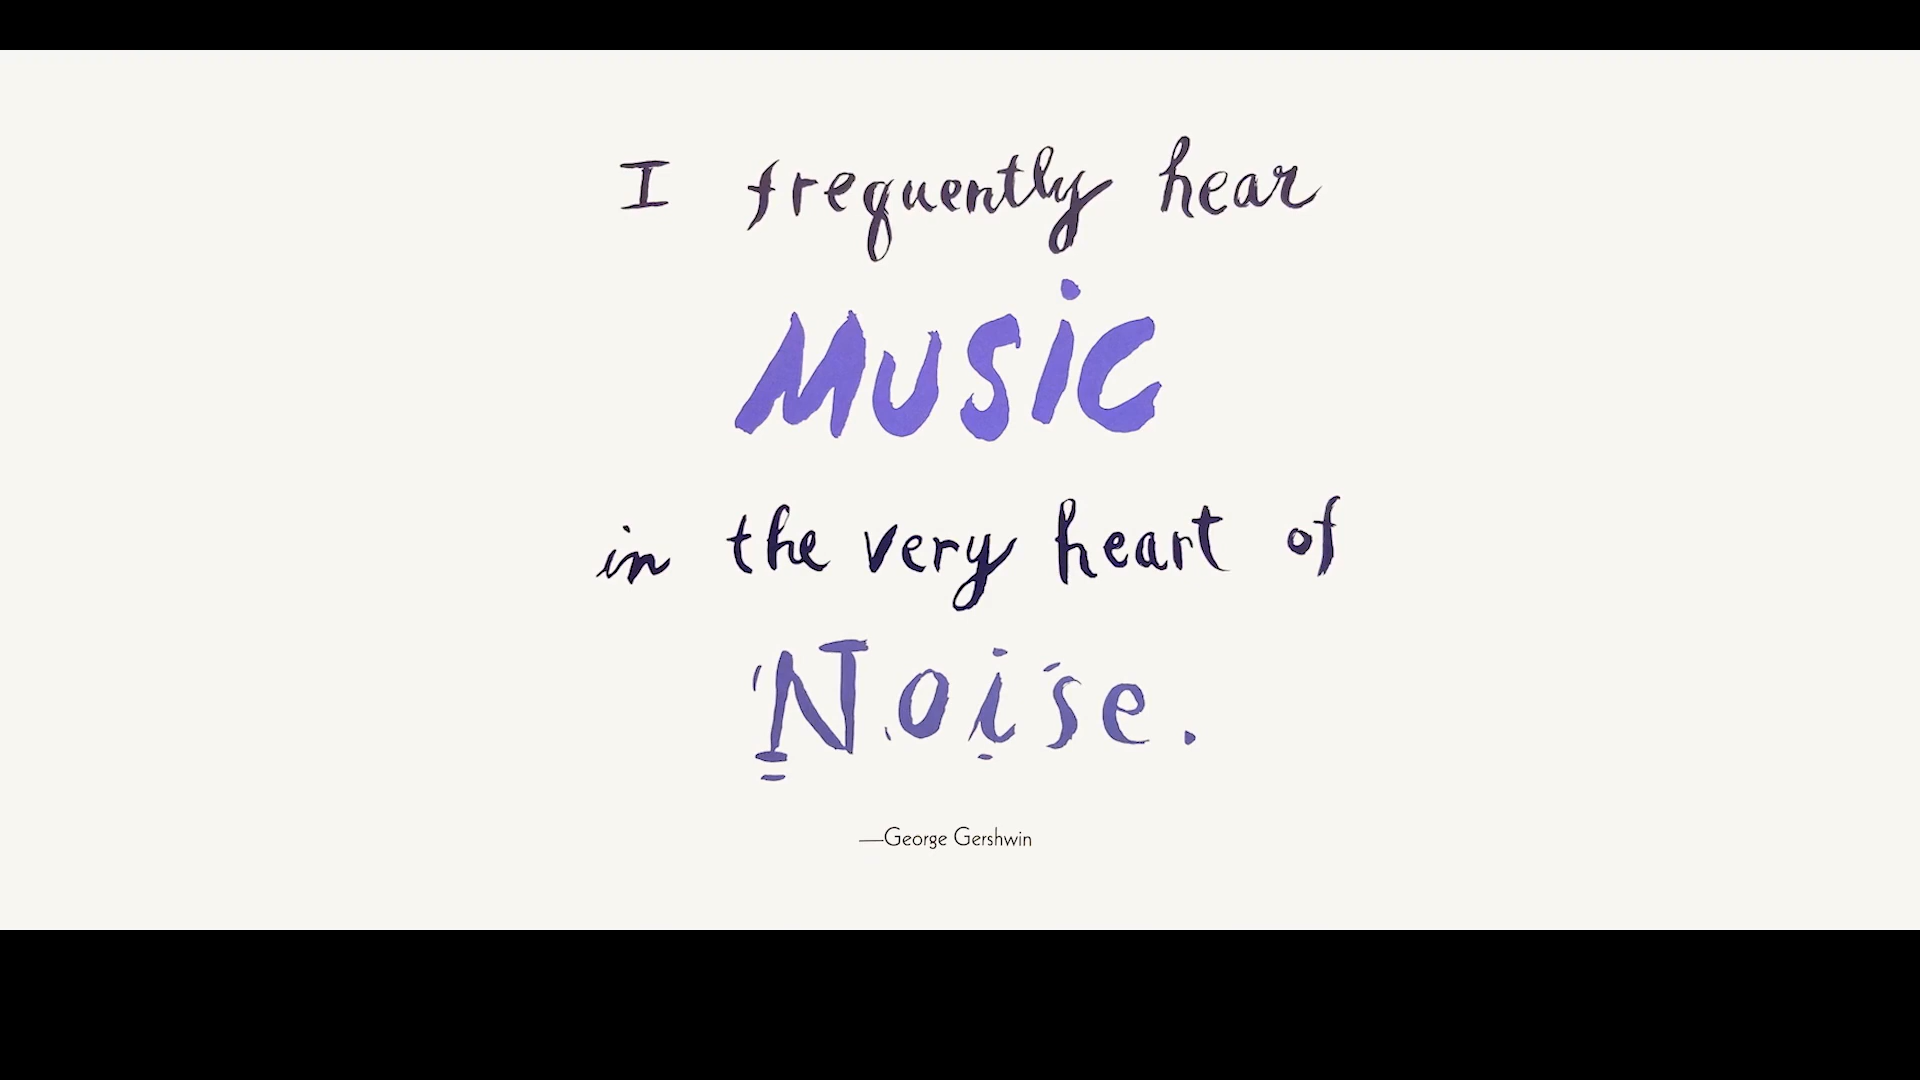 I frequently hear
MUSiC
in the very heart of
Noise.
—George Gershwin